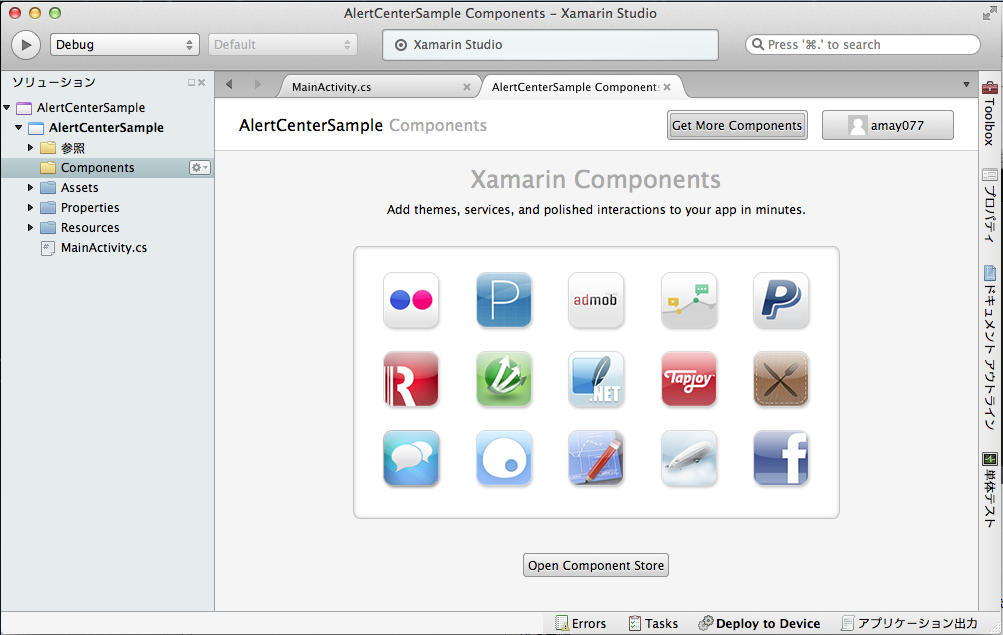 AlertCenterSample Components – Xamarin Studio
Debug
Default
Xamarin Studio
Press '⌘.' to search
ソリューション
AlertCenterSample
AlertCenterSample
参照
Components
Assets
Properties
Resources
MainActivity.cs
MainActivity.cs
AlertCenterSample Component
AlertCenterSample Components
Get More Components
amay077
Xamarin Components
Add themes, services, and polished interactions to your app in minutes.
P
admob
P
R
.NET
Tapjoy
f
Open Component Store
Toolbox
プロパティ
ドキュメント アウトライン
単体テスト
Errors
Tasks
Deploy to Device
アプリケーション出力